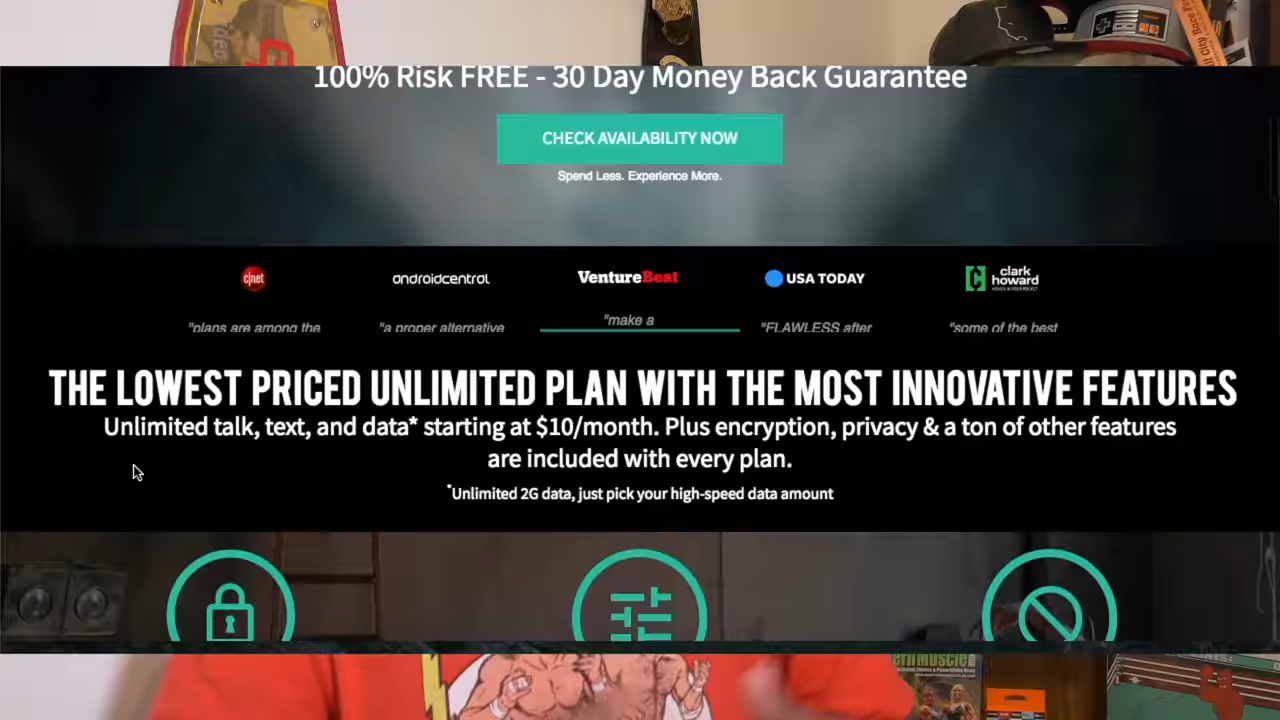 100% Risk FREE - 30 Day Money Back Guarantee
CHECK AVAILABILITY NOW
Spend Less. Experience More.
c|net
androidcentral
VentureBeat
USA TODAY
clark howard
"plans are among the
"a proper alternative
"make a
"FLAWLESS after
"some of the best
THE LOWEST PRICED UNLIMITED PLAN WITH THE MOST INNOVATIVE FEATURES
Unlimited talk, text, and data* starting at $10/month. Plus encryption, privacy & a ton of other features
are included with every plan.
*Unlimited 2G data, just pick your high-speed data amount